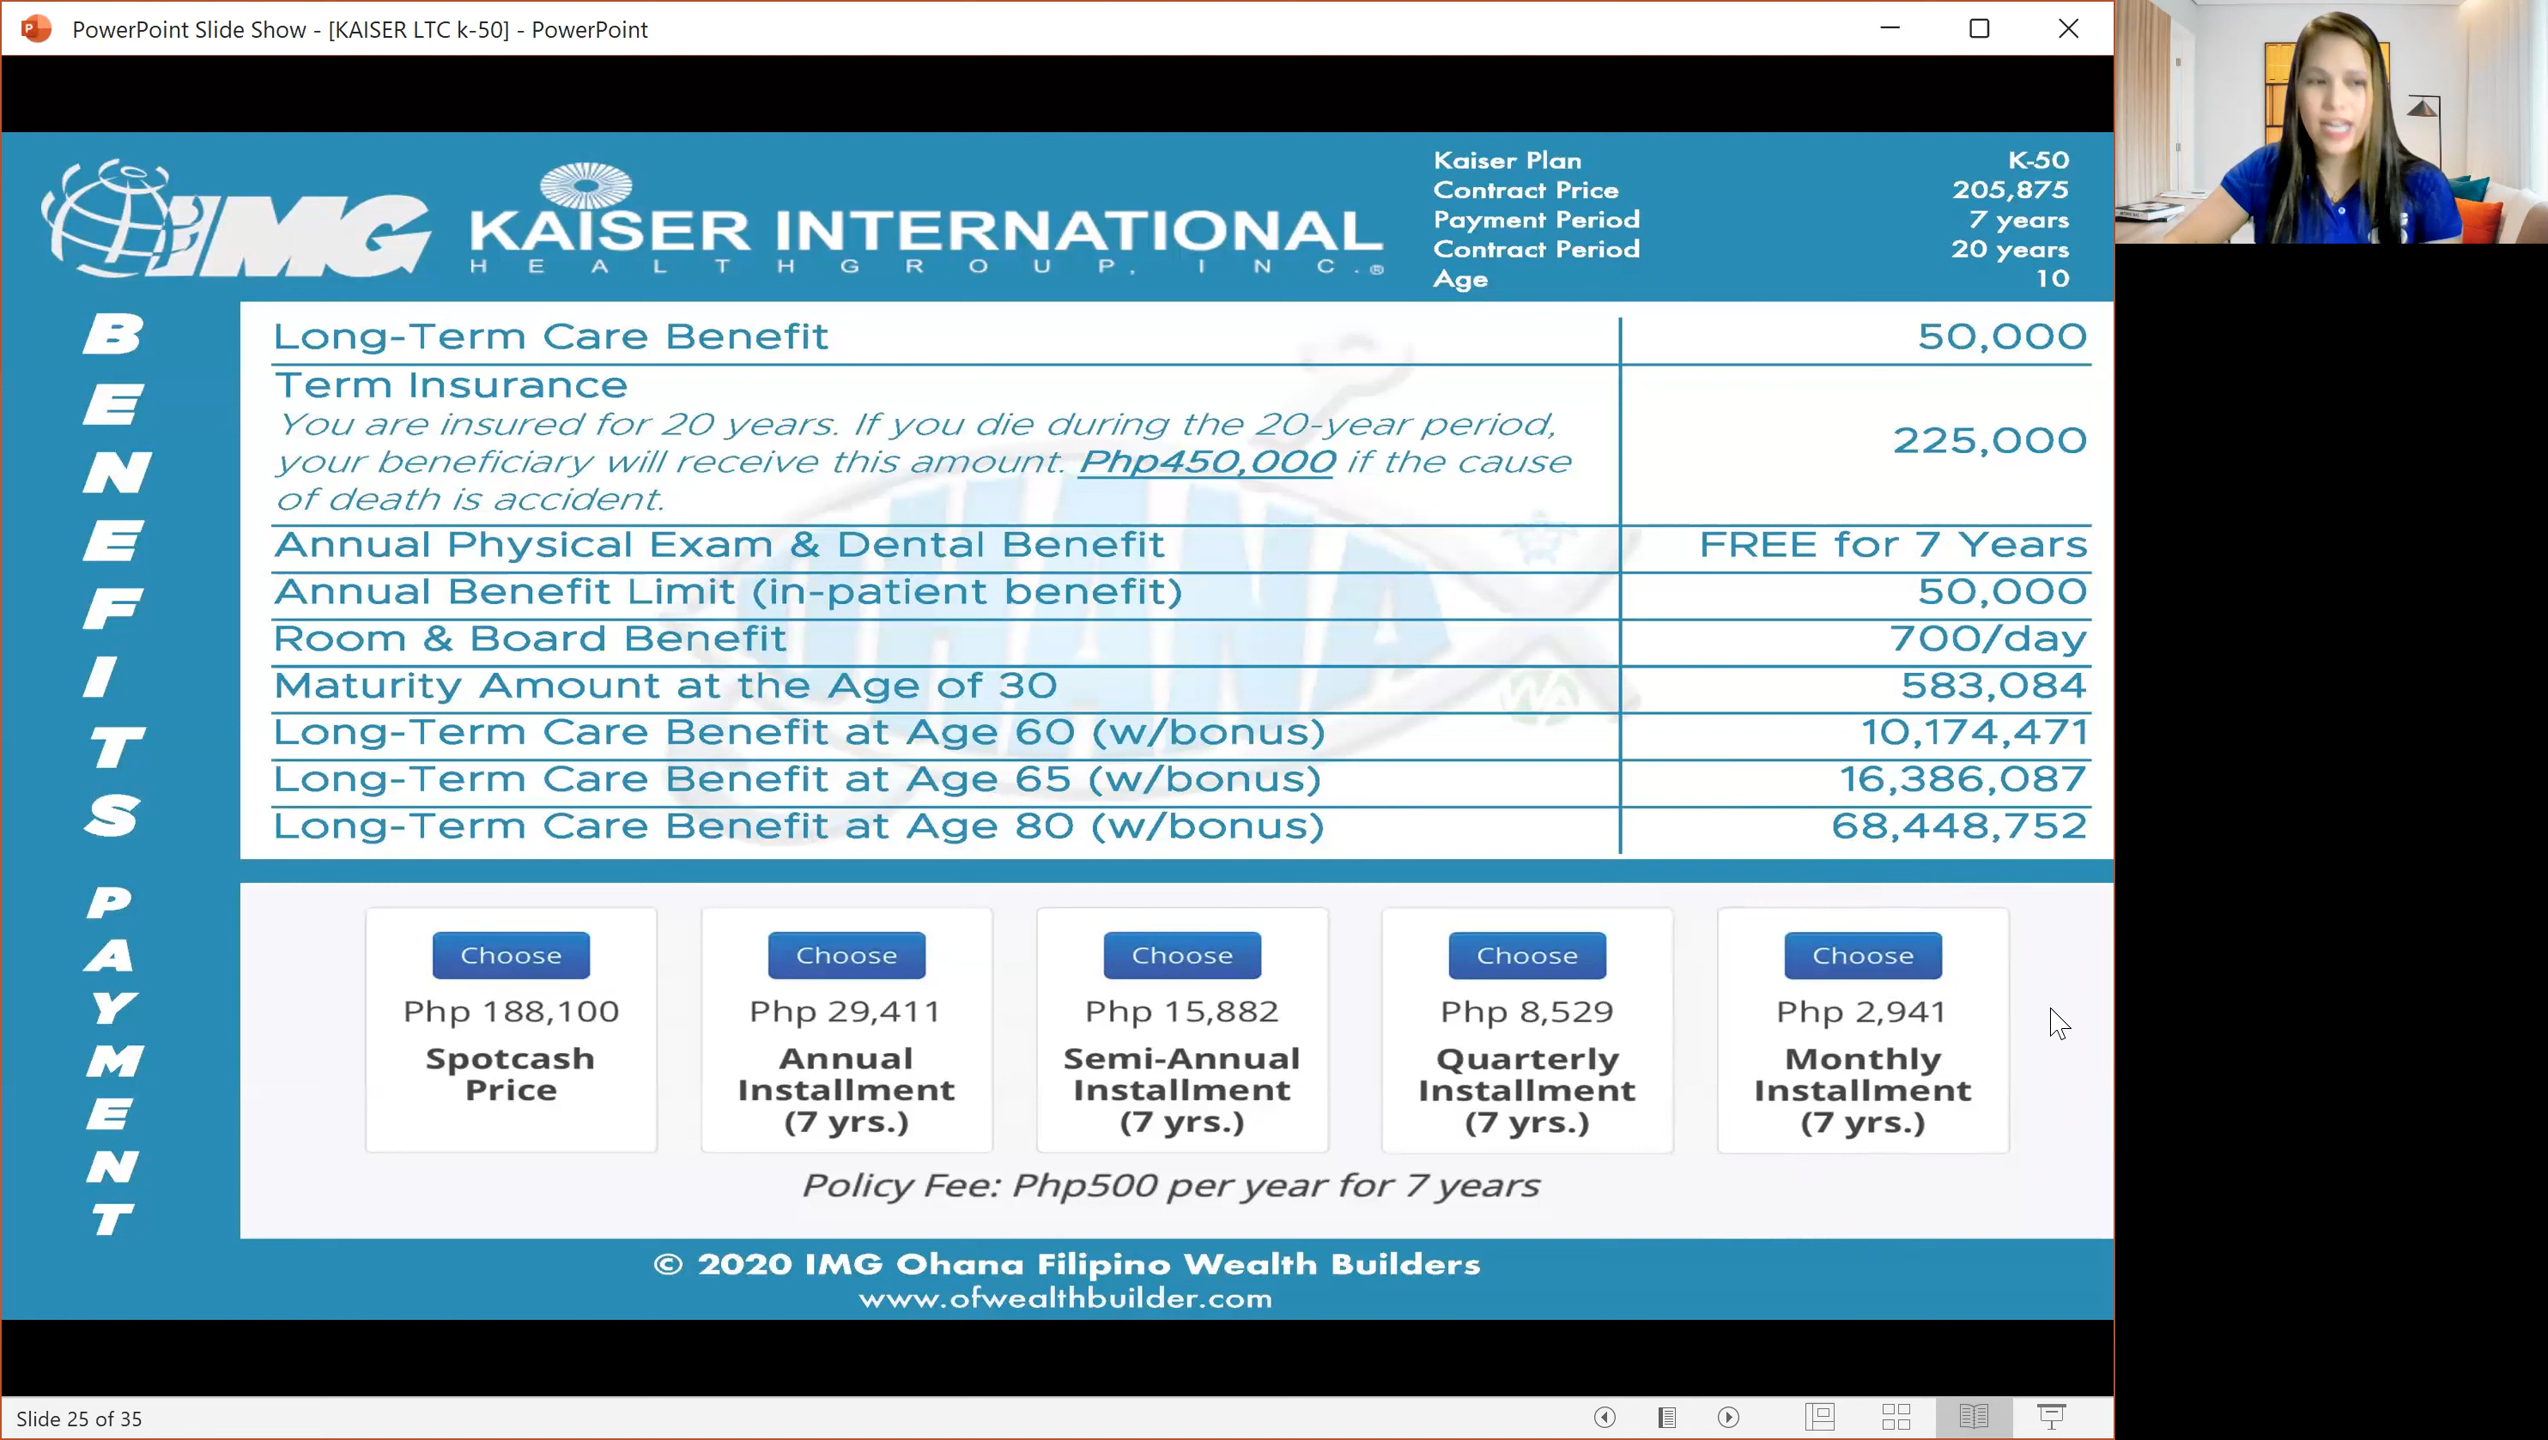 PowerPoint Slide Show - [KAISER LTC k-50] - PowerPoint
IMG
KAISER INTERNATIONAL
HEALTHGROUP, INC.®
Kaiser Plan K-50
Contract Price 205,875
Payment Period 7 years
Contract Period 20 years
Age 10
BENEFITS
Long-Term Care Benefit 50,000
Term Insurance
You are insured for 20 years. If you die during the 20-year period,
your beneficiary will receive this amount. Php450,000 if the cause
of death is accident.
225,000
Annual Physical Exam & Dental Benefit FREE for 7 Years
Annual Benefit Limit (in-patient benefit) 50,000
Room & Board Benefit 700/day
Maturity Amount at the Age of 30 583,084
Long-Term Care Benefit at Age 60 (w/bonus) 10,174,471
Long-Term Care Benefit at Age 65 (w/bonus) 16,386,087
Long-Term Care Benefit at Age 80 (w/bonus) 68,448,752
OHANA
WA
PAYMENT
Choose
Php 188,100
Spotcash
Price
Choose
Php 29,411
Annual
Installment
(7 yrs.)
Choose
Php 15,882
Semi-Annual
Installment
(7 yrs.)
Choose
Php 8,529
Quarterly
Installment
(7 yrs.)
Choose
Php 2,941
Monthly
Installment
(7 yrs.)
Policy Fee: Php500 per year for 7 years
© 2020 IMG Ohana Filipino Wealth Builders
www.ofwealthbuilder.com
Slide 25 of 35